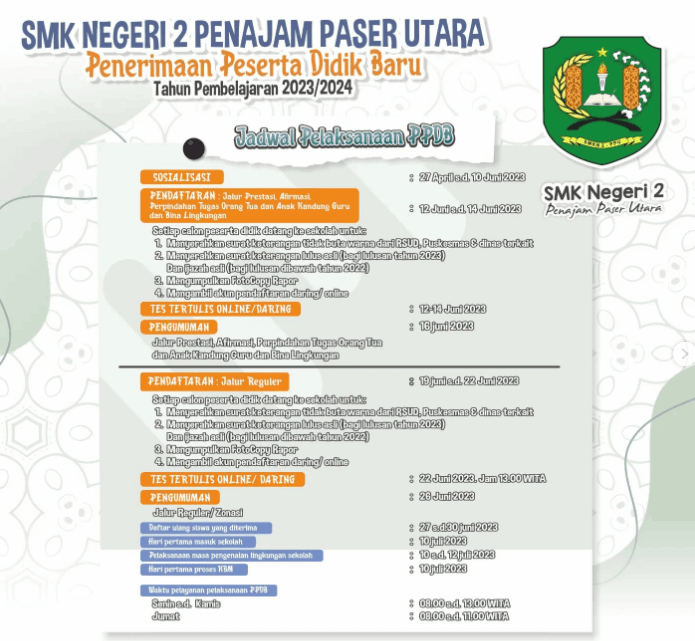 SMK NEGERI 2 PENAJAM PASER UTARA
Penerimaan Peserta Didik Baru
Tahun Pembelajaran 2023/2024
Jadwal Pelaksanaan PPDB
SMK 2 - PPU
SMK Negeri 2
Penajam Paser Utara
SOSIALISASI : 27 April s.d. 10 Juni 2023
PENDAFTARAN : Jalur Prestasi, Afirmasi,
Perpindahan Tugas Orang Tua dan Anak Kandung Guru : 12 Juni s.d. 14 Juni 2023
dan Bina Lingkungan
Setiap calon peserta didik datang ke sekolah untuk:
1. Menyerahkan surat keterangan tidak buta warna dari RSUD, Puskesmas & dinas terkait
2. Menyerahkan surat keterangan lulus asli (bagi lulusan tahun 2023)
Dan ijazah asli (bagi lulusan dibawah tahun 2022)
3. Mengumpulkan FotoCopy Rapor
4. Mengambil akun pendaftaran daring/ online
TES TERTULIS ONLINE/DARING : 12-14 Juni 2023
PENGUMUMAN : 16 juni 2023
Jalur Prestasi, Afirmasi, Perpindahan Tugas Orang Tua
dan Anak Kandung Guru dan Bina Lingkungan
PENDAFTARAN : Jalur Reguler : 19 juni s.d. 22 Juni 2023
Setiap calon peserta didik datang ke sekolah untuk:
1. Menyerahkan surat keterangan tidak buta warna dari RSUD, Puskesmas & dinas terkait
2. Menyerahkan surat keterangan lulus asli (bagi lulusan tahun 2023)
Dan ijazah asli (bagi lulusan dibawah tahun 2022)
3. Mengumpulkan FotoCopy Rapor
4. Mengambil akun pendaftaran daring/ online
TES TERTULIS ONLINE/ DARING : 22 Juni 2023. Jam 13.00 WITA
PENGUMUMAN : 26 Juni 2023
Jalur Reguler/ Zonasi
Daftar ulang siswa yang diterima : 27 s.d.30 juni 2023
Hari pertama masuk sekolah : 10 juli 2023
Pelaksanaan masa pengenalan lingkungan sekolah : 10 s.d. 12 juli 2023
Hari pertama proses KBM : 10 juli 2023
Waktu pelayanan pelaksanaan PPDB
Senin s.d. Kamis : 08.00 s.d. 13.00 WITA
Jumat : 08.00 s.d. 11.00 WITA